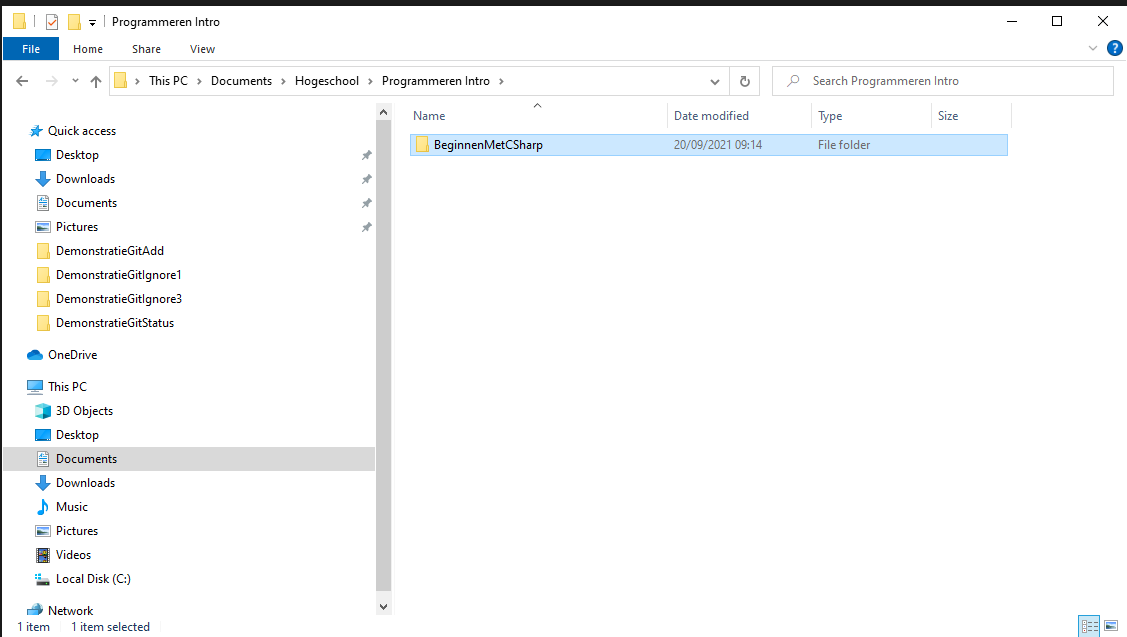 Programmeren Intro
File Home Share View
This PC Documents Hogeschool Programmeren Intro Search Programmeren Intro
Name Date modified Type Size
BeginnenMetCSharp 20/09/2021 09:14 File folder
Quick access
Desktop
Downloads
Documents
Pictures
DemonstratieGitAdd
DemonstratieGitIgnore1
DemonstratieGitIgnore3
DemonstratieGitStatus
OneDrive
This PC
3D Objects
Desktop
Documents
Downloads
Music
Pictures
Videos
Local Disk (C:)
Network
1 item 1 item selected